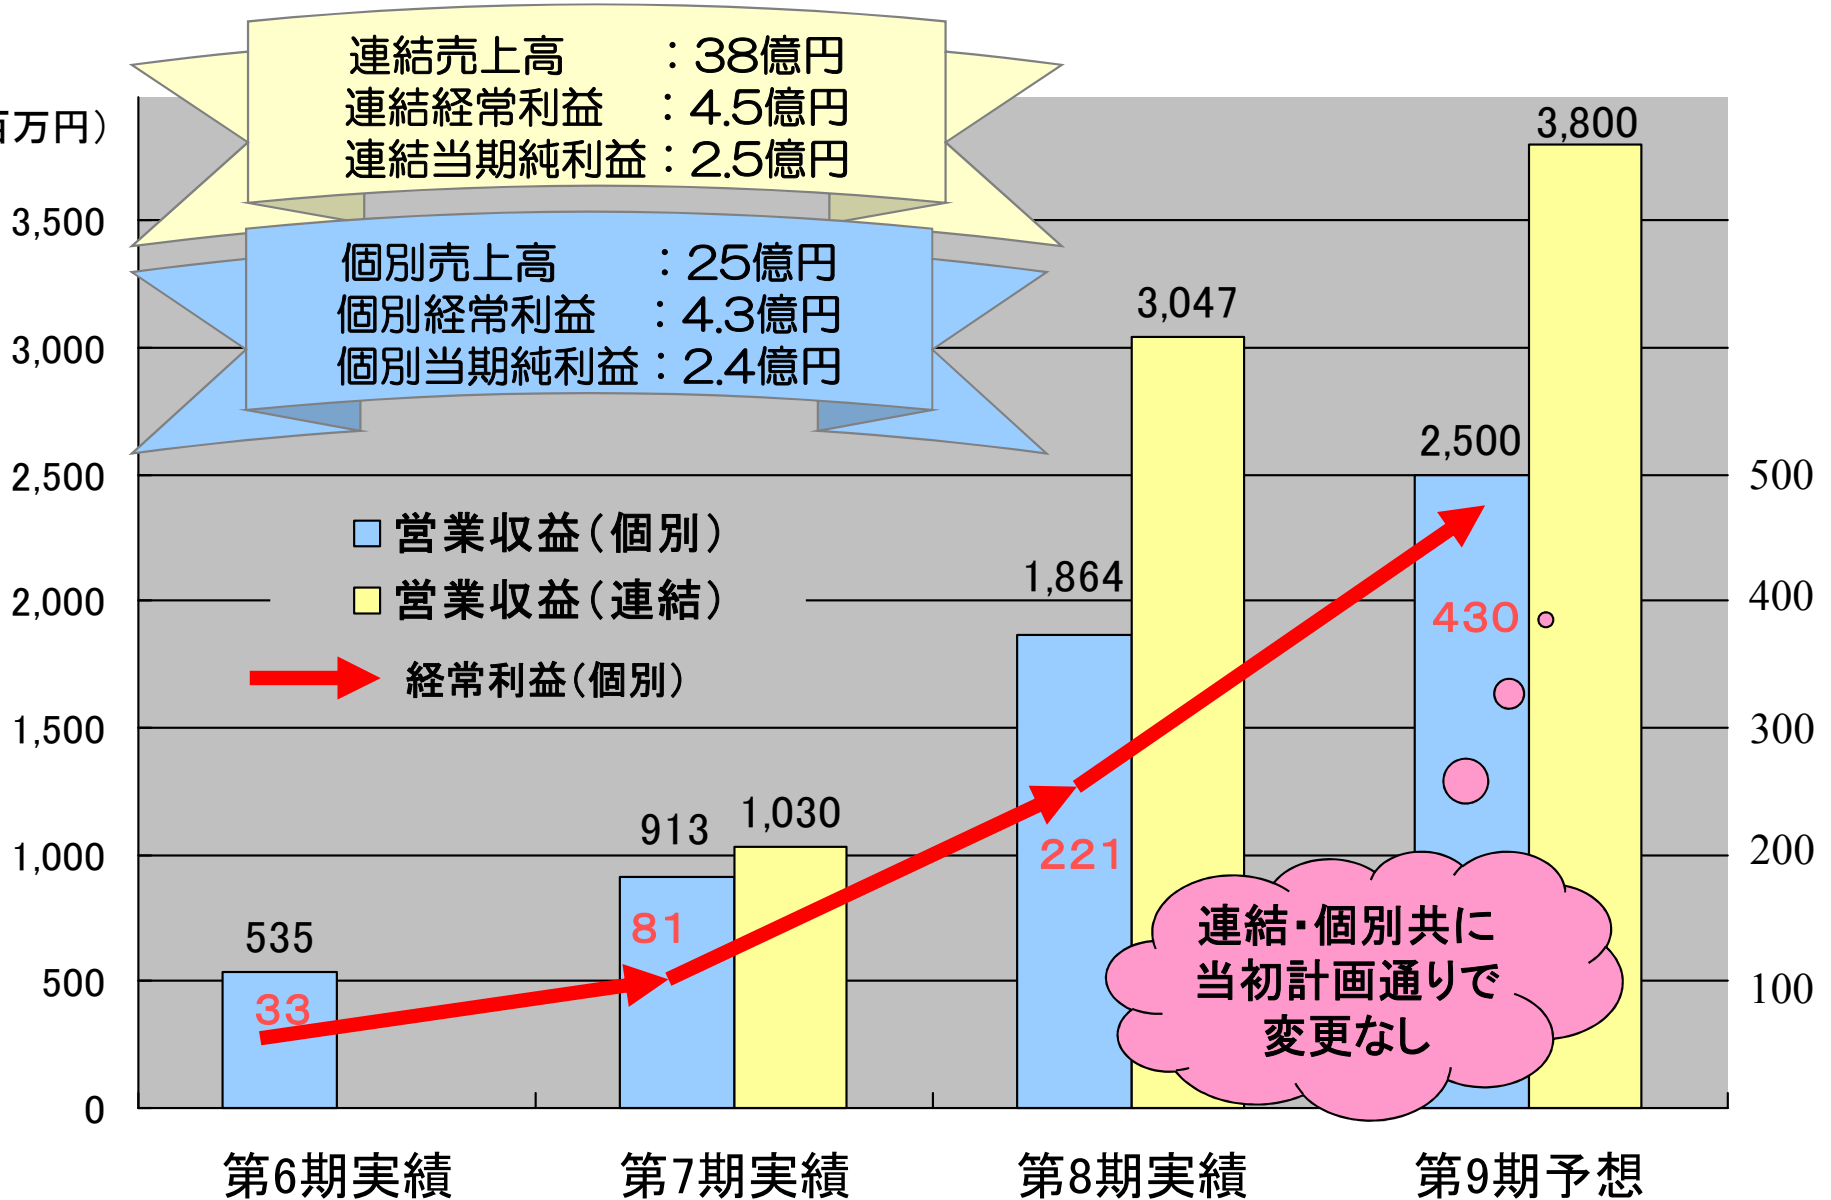 連結売上高　：38億円
連結経常利益　：4.5億円
連結当期純利益：2.5億円
個別売上高　：25億円
個別経常利益　：4.3億円
個別当期純利益：2.4億円
百万円）
3,500
3,000
2,500
2,000
1,500
1,000
500
0
営業収益（個別）
営業収益（連結）
経常利益（個別）
535
33
913
81
1,030
1,864
221
3,047
2,500
430
3,800
500
400
300
200
100
連結・個別共に
当初計画通りで
変更なし
第6期実績
第7期実績
第8期実績
第9期予想